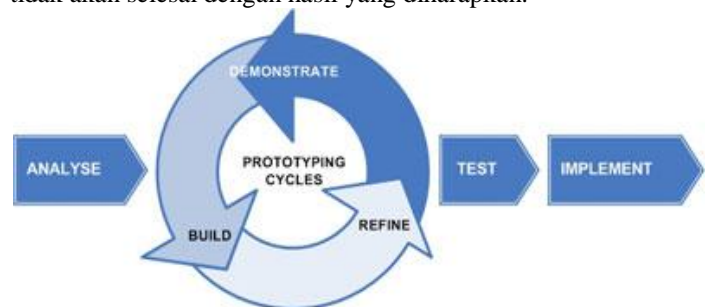 tidak akan selesai dengan hasil yang diharapkan.
DEMONSTRATE
ANALYSE
PROTOTYPING
CYCLES
TEST
IMPLEMENT
BUILD
REFINE